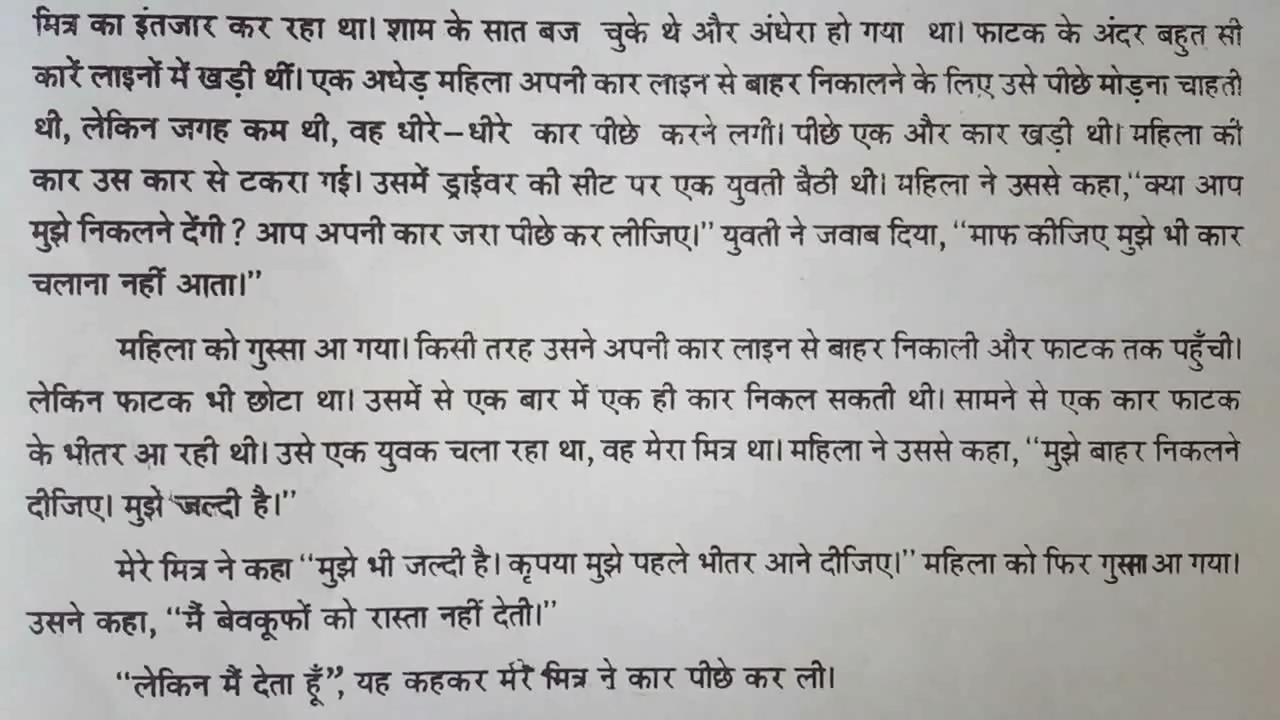 मित्र का इंतजार कर रहा था। शाम के सात बज चुके थे और अंधेरा हो गया था। फाटक के अंदर बहुत सी
कारें लाइनों में खड़ी थीं। एक अधेड़ महिला अपनी कार लाइन से बाहर निकालने के लिए उसे पीछे मोड़ना चाहती
थी, लेकिन जगह कम थी, वह धीरे–धीरे कार पीछे करने लगी। पीछे एक और कार खड़ी थी। महिला की
कार उस कार से टकरा गई। उसमें ड्राईवर की सीट पर एक युवती बैठी थी। महिला ने उससे कहा,“क्या आप
मुझे निकलने देंगी? आप अपनी कार जरा पीछे कर लीजिए।” युवती ने जवाब दिया, “माफ कीजिए मुझे भी कार
चलाना नहीं आता।”
महिला को गुस्सा आ गया। किसी तरह उसने अपनी कार लाइन से बाहर निकाली और फाटक तक पहुँची।
लेकिन फाटक भी छोटा था। उसमें से एक बार में एक ही कार निकल सकती थी। सामने से एक कार फाटक
के भीतर आ रही थी। उसे एक युवक चला रहा था, वह मेरा मित्र था। महिला ने उससे कहा, “मुझे बाहर निकलने
दीजिए। मुझे जल्दी है।”
मेरे मित्र ने कहा “मुझे भी जल्दी है। कृपया मुझे पहले भीतर आने दीजिए।” महिला को फिर गुस्सा आ गया।
उसने कहा, “मैं बेवकूफों को रास्ता नहीं देती।”
“लेकिन मैं देता हूँ”, यह कहकर मेरे मित्र ने कार पीछे कर ली।